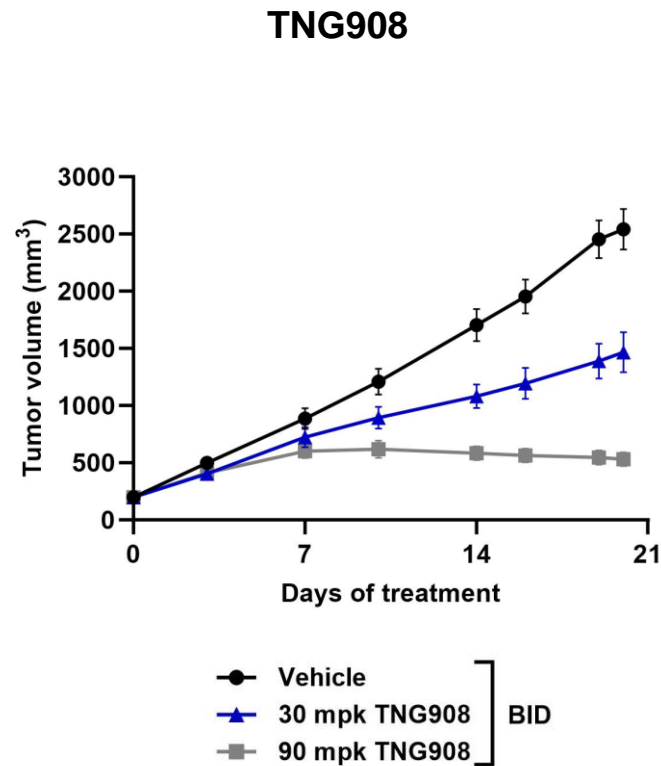 TNG908
3000
2500
2000
1500
1000
500
0
Tumor volume (mm³)
0 7 14 21
Days of treatment
Vehicle
30 mpk TNG908
90 mpk TNG908
BID